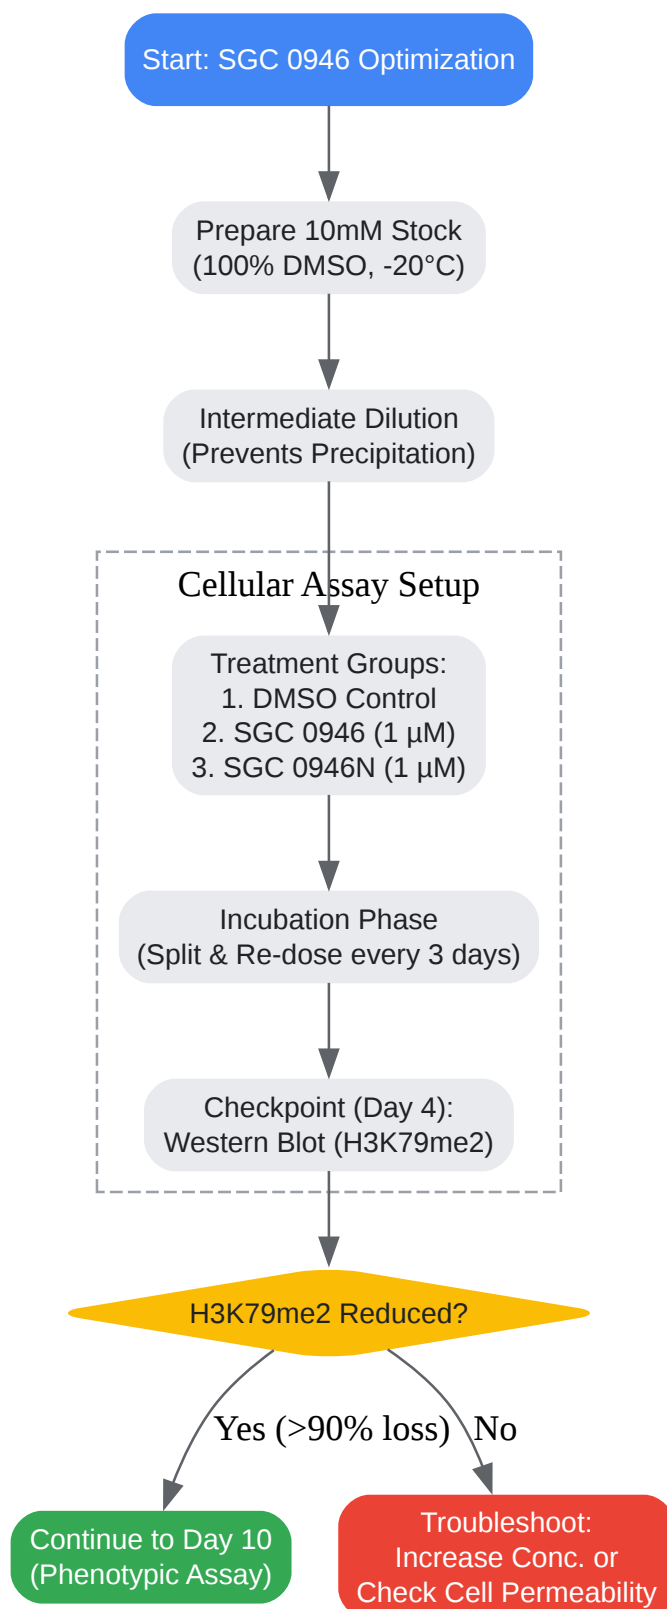 Start: SGC 0946 Optimization
Prepare 10mM Stock
(100% DMSO, -20°C)
Intermediate Dilution
(Prevents Precipitation)
Cellular Assay Setup
Treatment Groups:
1. DMSO Control
2. SGC 0946 (1 µM)
3. SGC 0946N (1 µM)
Incubation Phase
(Split & Re-dose every 3 days)
Checkpoint (Day 4):
Western Blot (H3K79me2)
H3K79me2 Reduced?
Yes (>90% loss)
No
Continue to Day 10
(Phenotypic Assay)
Troubleshoot:
Increase Conc. or
Check Cell Permeability